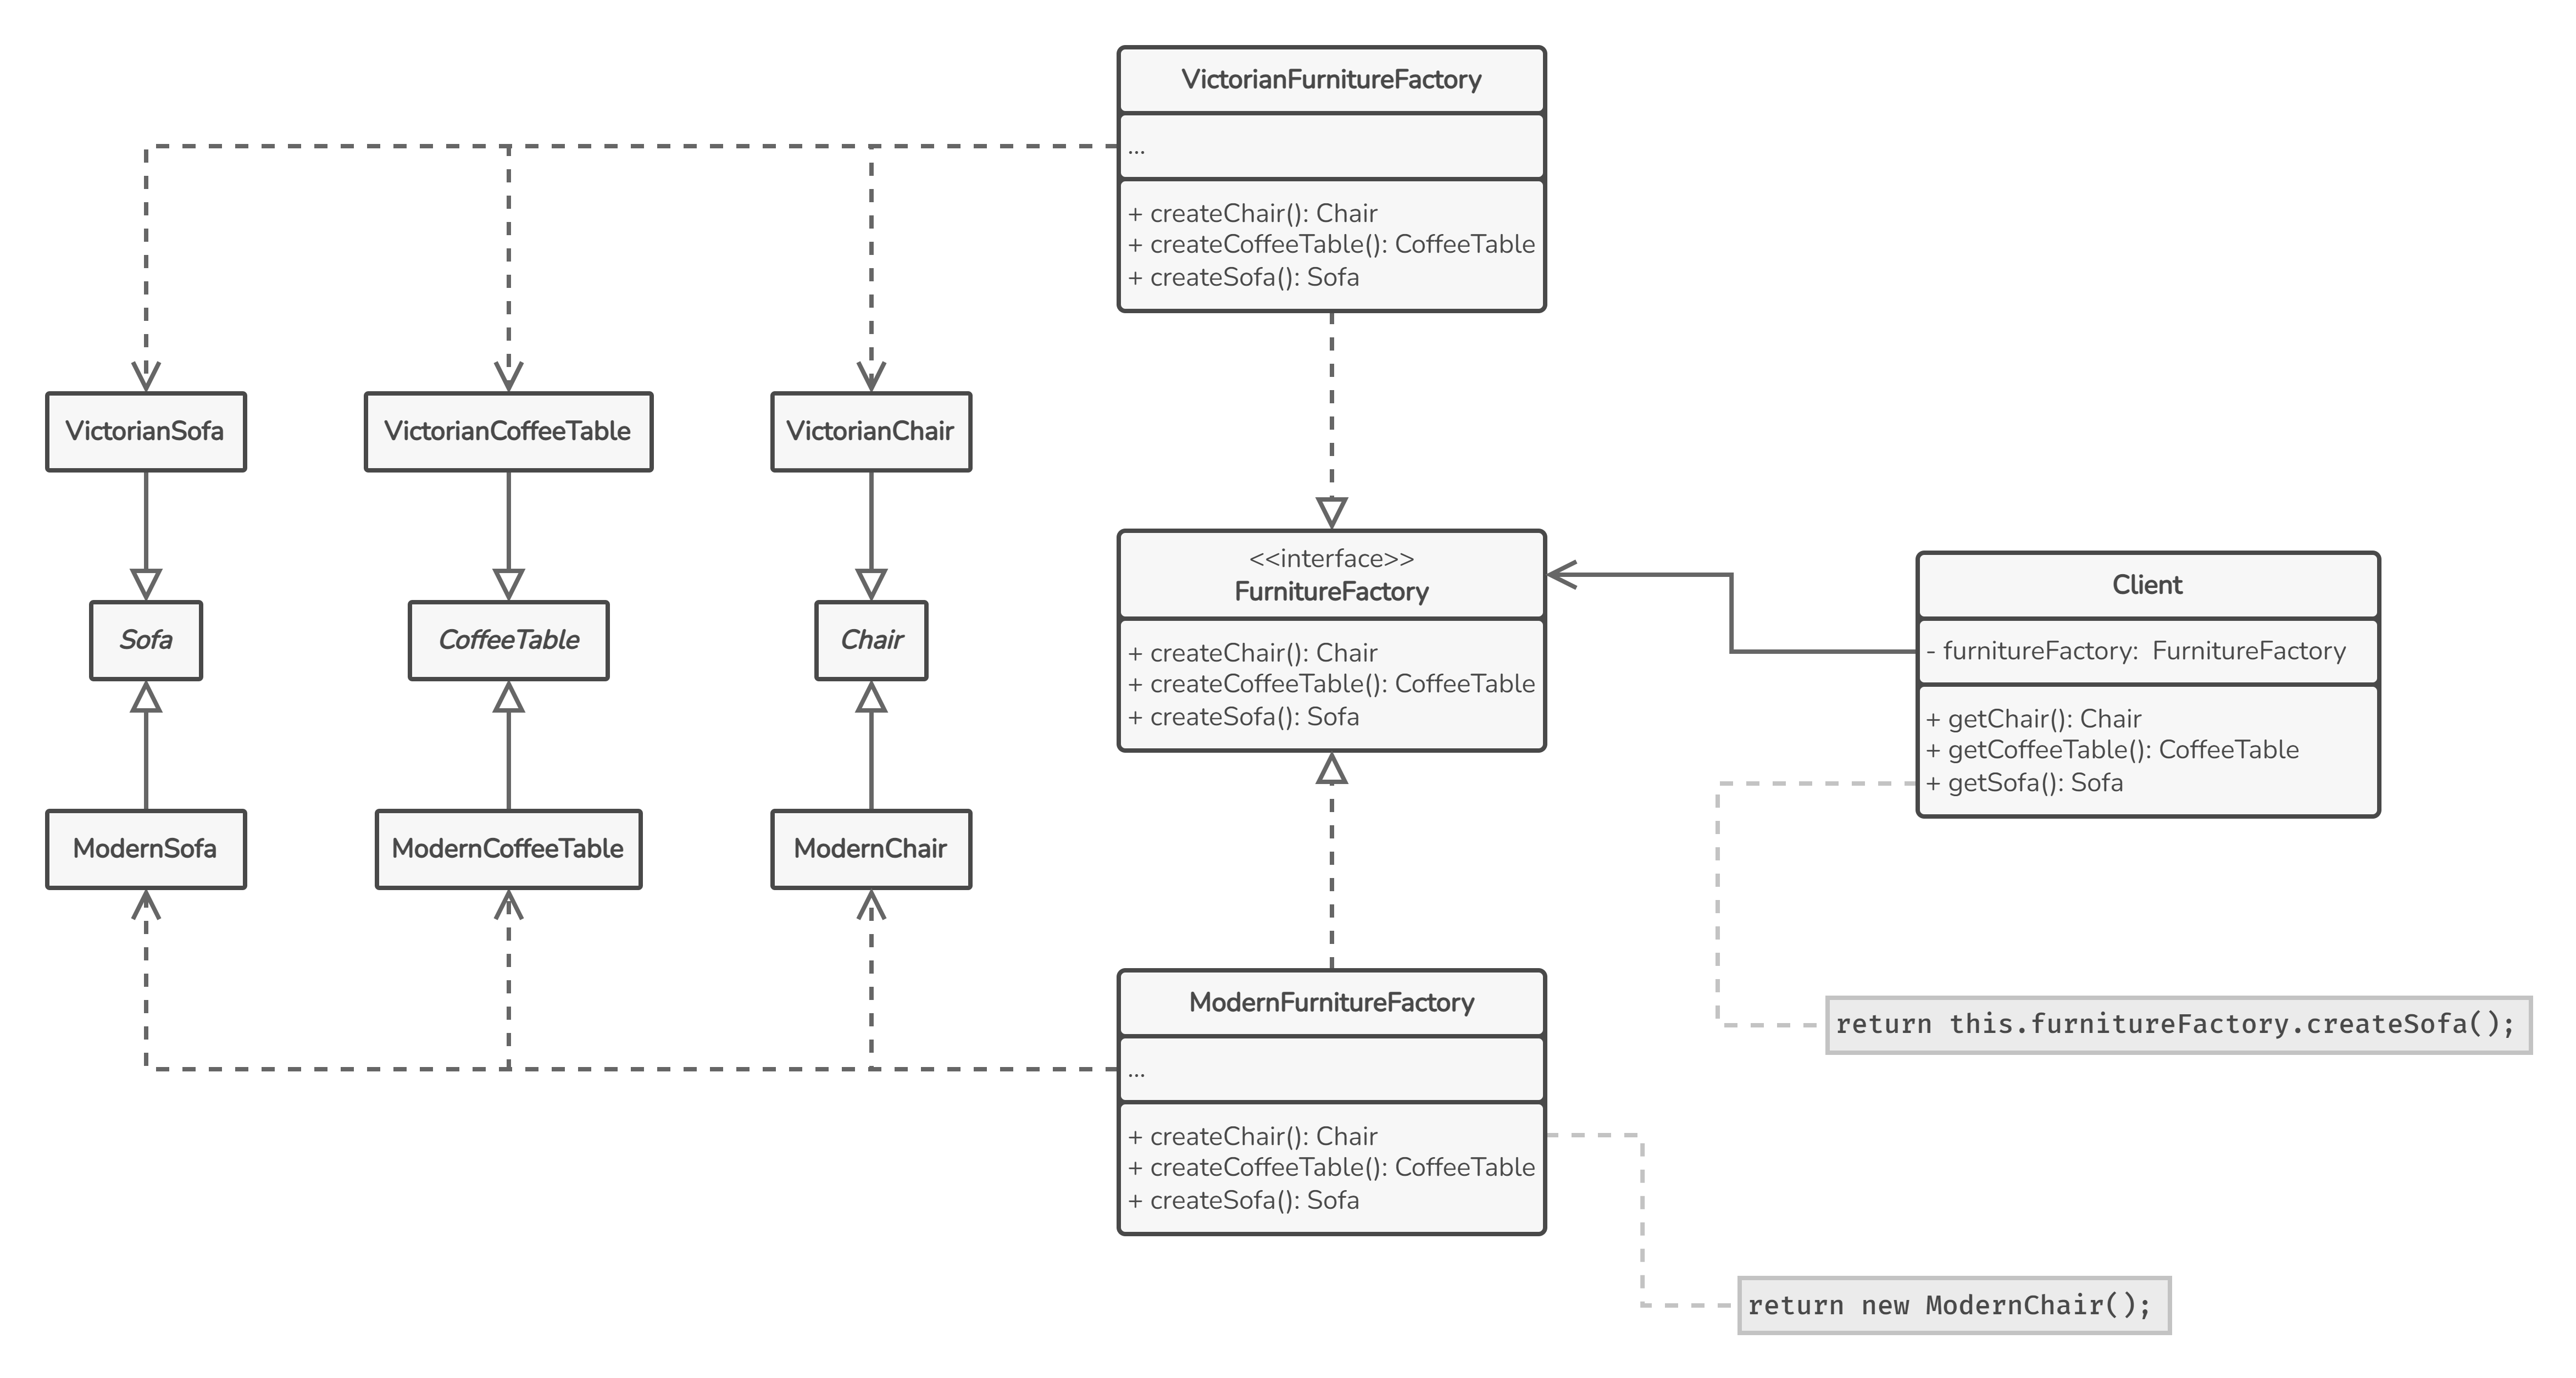 VictorianFurnitureFactory
...
+ createChair(): Chair
+ createCoffeeTable(): CoffeeTable
+ createSofa(): Sofa
VictorianSofa
VictorianCoffeeTable
VictorianChair
Sofa
CoffeeTable
Chair
ModernSofa
ModernCoffeeTable
ModernChair
<<interface>>
FurnitureFactory
+ createChair(): Chair
+ createCoffeeTable(): CoffeeTable
+ createSofa(): Sofa
Client
- furnitureFactory: FurnitureFactory
+ getChair(): Chair
+ getCoffeeTable(): CoffeeTable
+ getSofa(): Sofa
return this.furnitureFactory.createSofa();
ModernFurnitureFactory
...
+ createChair(): Chair
+ createCoffeeTable(): CoffeeTable
+ createSofa(): Sofa
return new ModernChair();